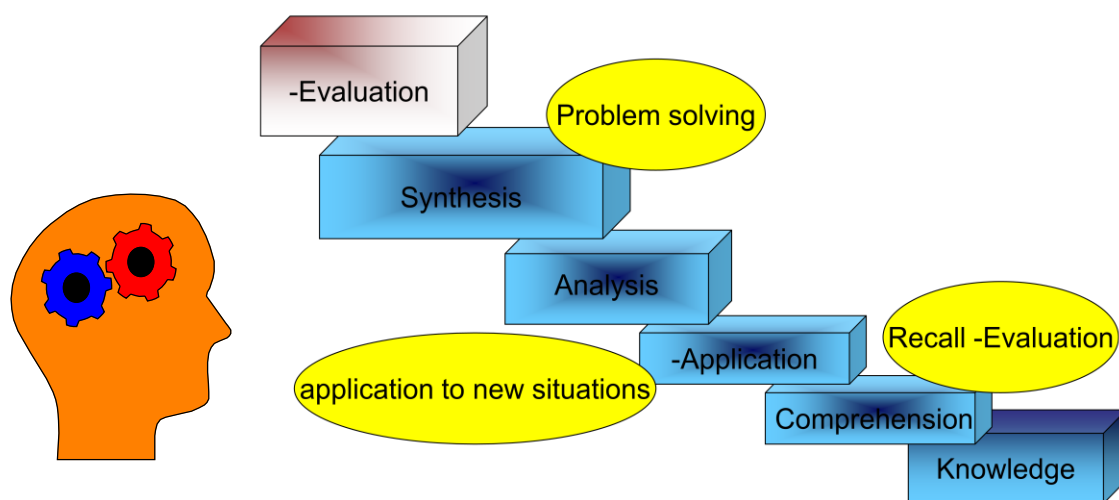 -Evaluation
Problem solving
Synthesis
Analysis
Recall -Evaluation
-Application
application to new situations
Comprehension
Knowledge